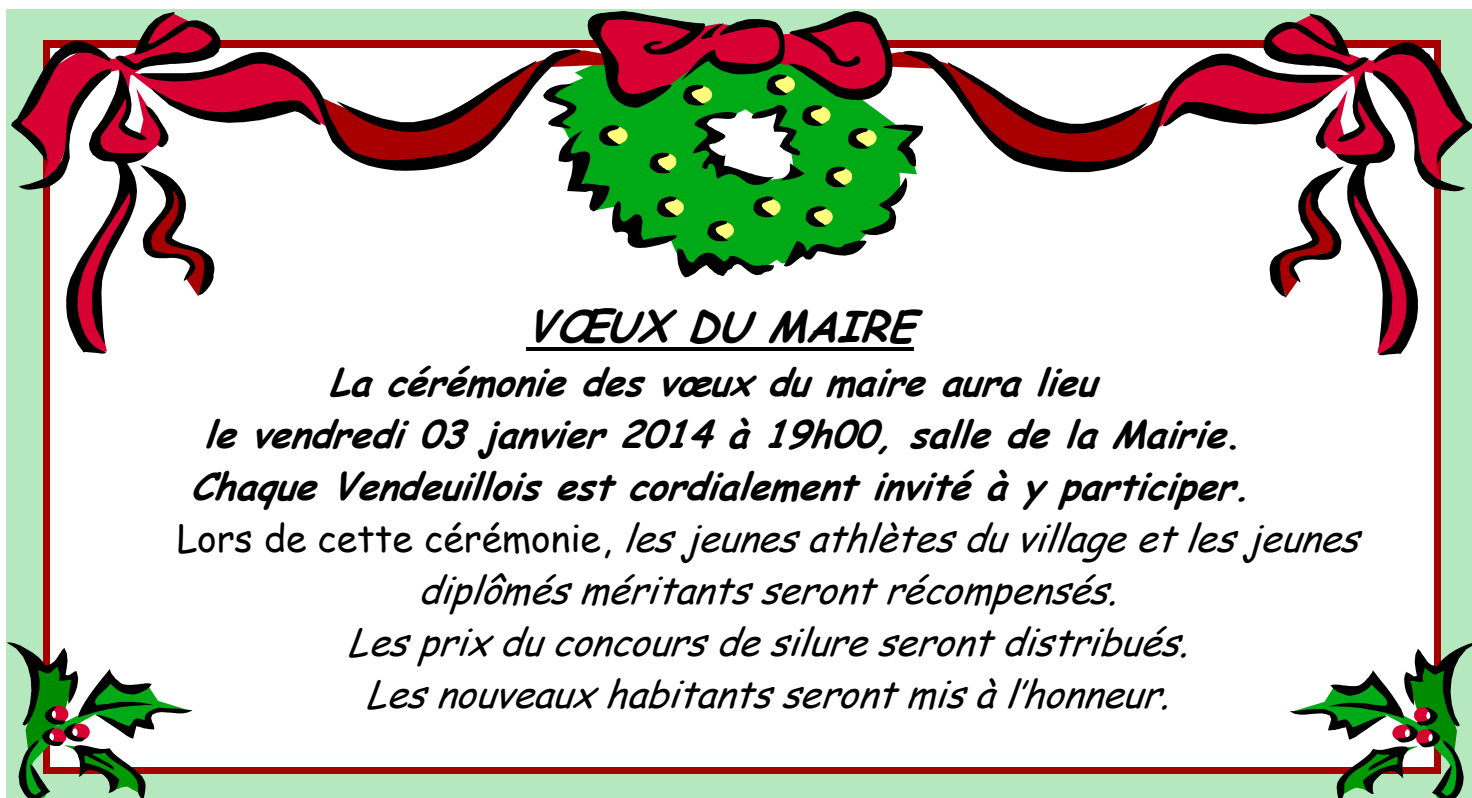 VŒUX DU MAIRE
La cérémonie des vœux du maire aura lieu
le vendredi 03 janvier 2014 à 19h00, salle de la Mairie.
Chaque Vendeuillois est cordialement invité à y participer.
Lors de cette cérémonie, les jeunes athlètes du village et les jeunes
diplômés méritants seront récompensés.
Les prix du concours de silure seront distribués.
Les nouveaux habitants seront mis à l'honneur.